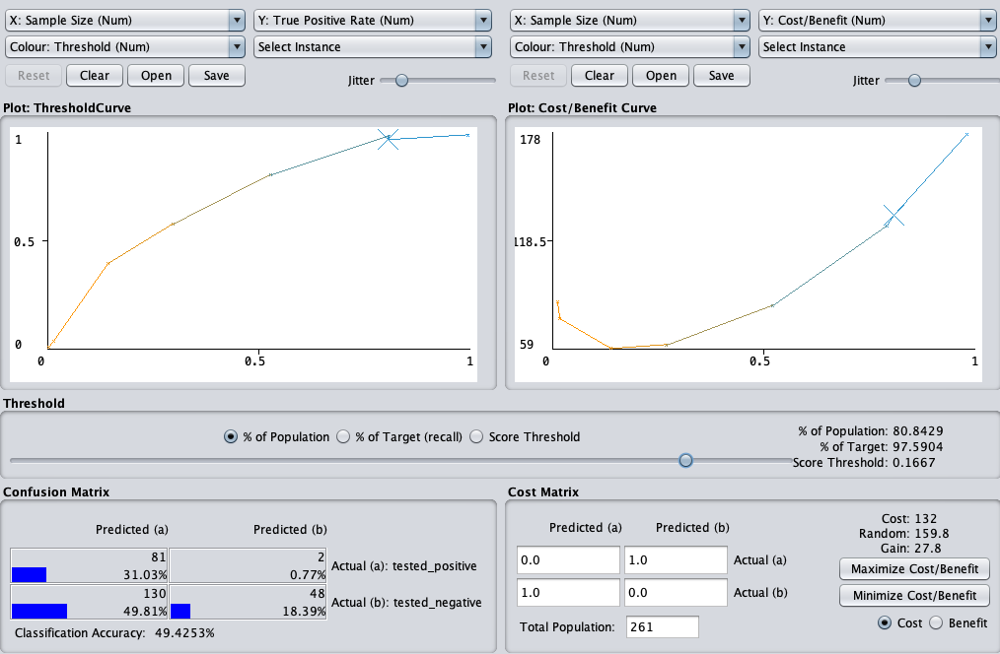 X: Sample Size (Num) Y: True Positive Rate (Num)
Colour: Threshold (Num) Select Instance
Reset Clear Open Save Jitter
Plot: ThresholdCurve
1
0.5
0
0 0.5 1
X: Sample Size (Num) Y: Cost/Benefit (Num)
Colour: Threshold (Num) Select Instance
Reset Clear Open Save Jitter
Plot: Cost/Benefit Curve
178
118.5
59
0 0.5 1
Threshold
% of Population % of Target (recall) Score Threshold
% of Population: 80.8429
% of Target: 97.5904
Score Threshold: 0.1667
Confusion Matrix
Predicted (a) Predicted (b)
81 2
31.03% 0.77%
Actual (a): tested_positive
130 48
49.81% 18.39%
Actual (b): tested_negative
Classification Accuracy: 49.4253%
Cost Matrix
Predicted (a) Predicted (b)
0.0 1.0 Actual (a)
1.0 0.0 Actual (b)
Total Population: 261
Cost: 132
Random: 159.8
Gain: 27.8
Maximize Cost/Benefit
Minimize Cost/Benefit
Cost Benefit